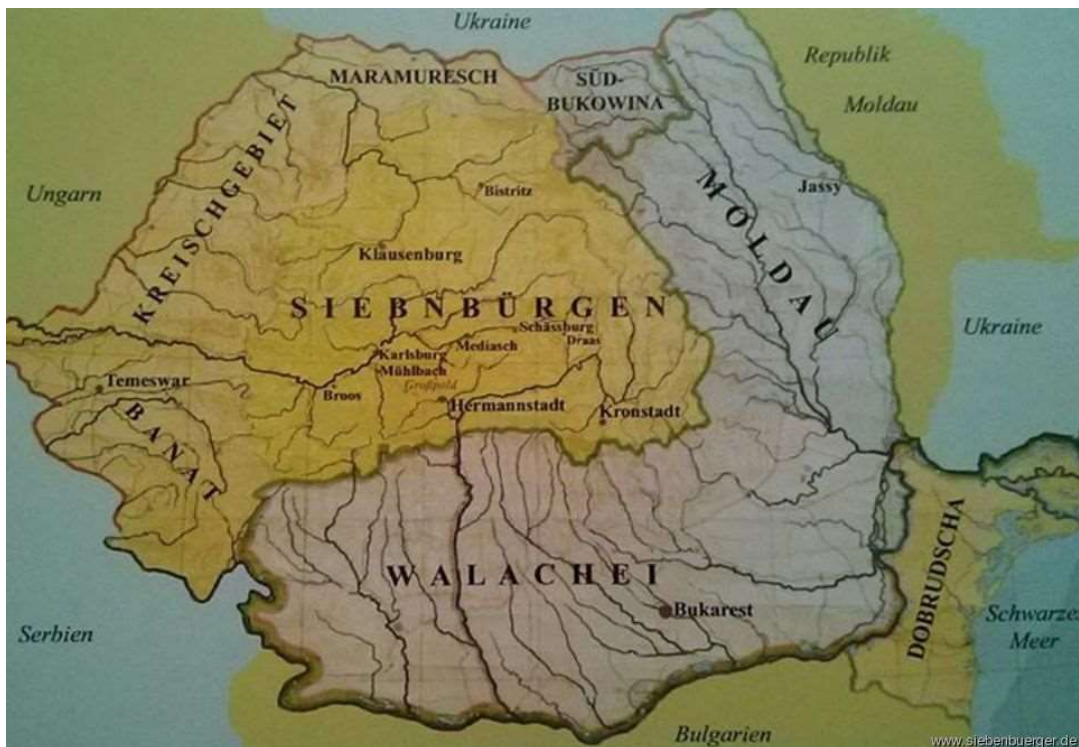 Ukraine
Republik
Moldau
MARAMURESCH
SÜD-
BUKOWINA
KREISCHGEBIET
Ungarn
Bistritz
Jassy
MOLDAU
Klausenburg
SIEBNBÜRGEN
Ukraine
Schässburg
Draas
Mediasch
Karlsburg
Mühlbach
Großpold
Temeswar
Broos
Hermannstadt
Kronstadt
BANAT
WALACHEI
Bukarest
DOBRUDSCHA
Serbien
Schwarzes
Meer
Bulgarien
www.siebenbuerger.de